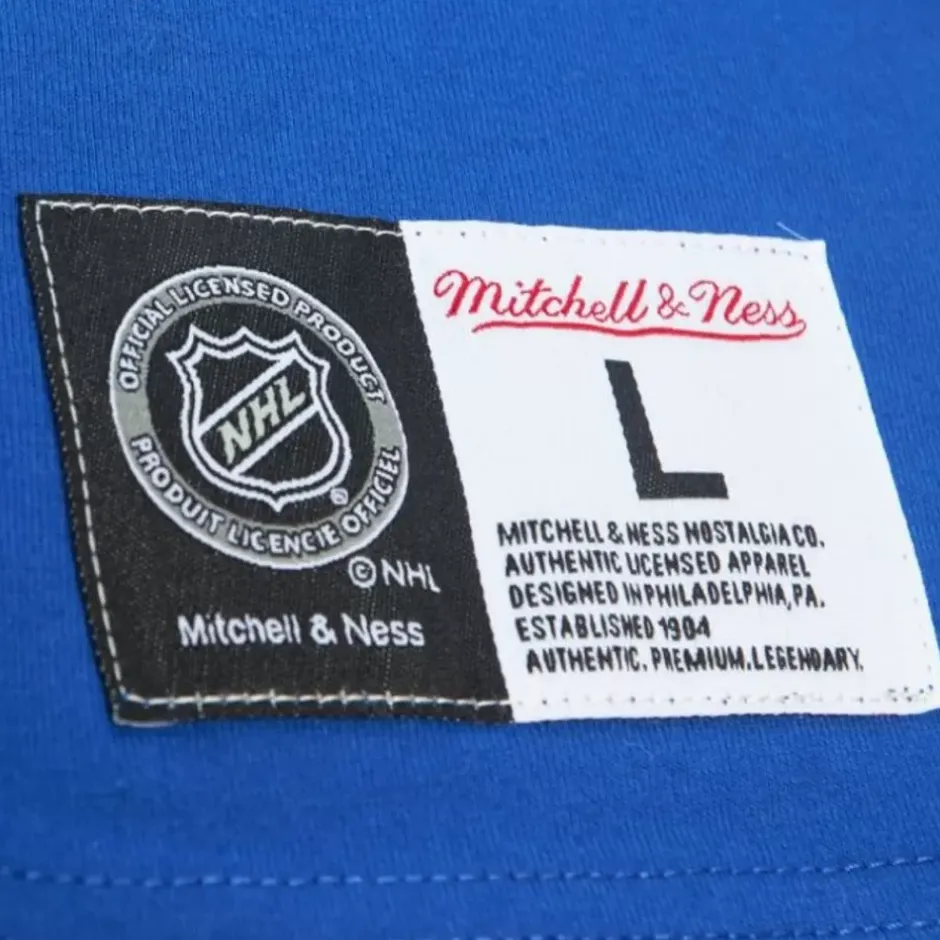 OFFICIAL LICENSED PRODUCT
NHL
®
PRODUIT LICENCIE OFFICIEL
© NHL
Mitchell & Ness
Mitchell & Ness
L
MITCHELL & NESS NOSTALGIA CO.
AUTHENTIC LICENSED APPAREL
DESIGNED IN PHILADELPHIA, PA.
ESTABLISHED 1904
AUTHENTIC. PREMIUM. LEGENDARY.